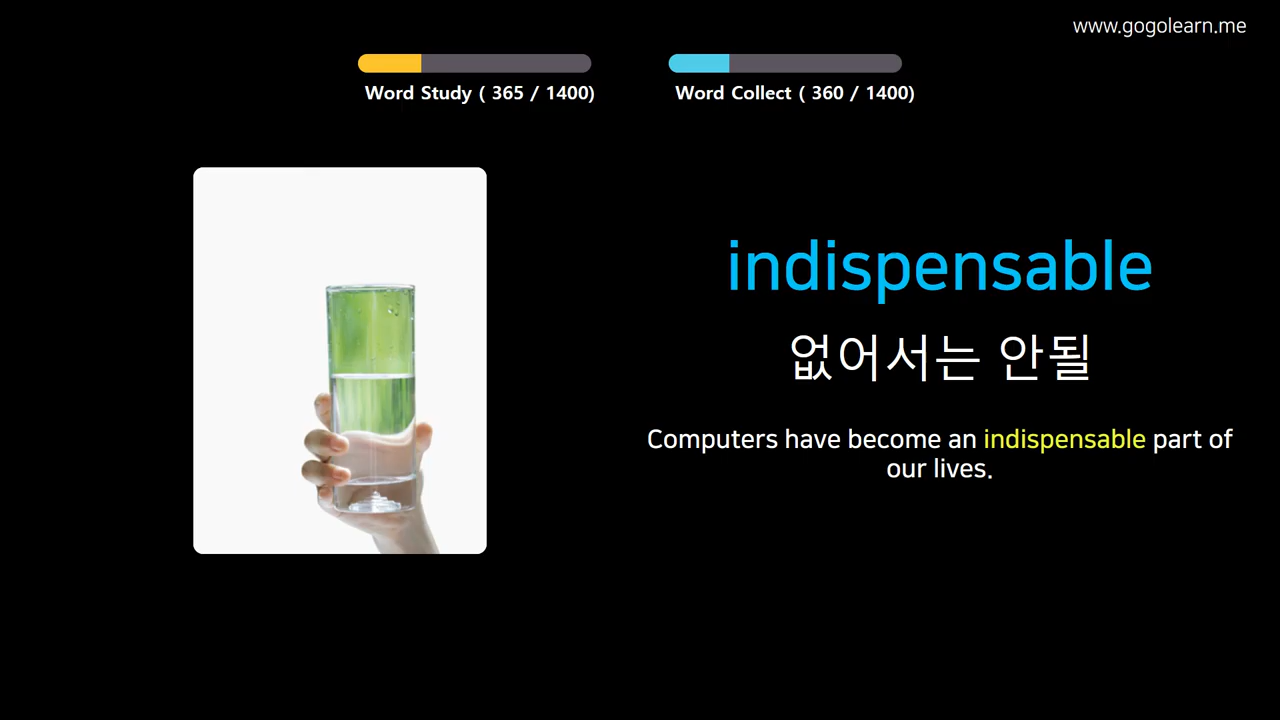 www.gogolearn.me
Word Study ( 365 / 1400)
Word Collect ( 360 / 1400)
indispensable
없어서는 안될
Computers have become an indispensable part of
our lives.